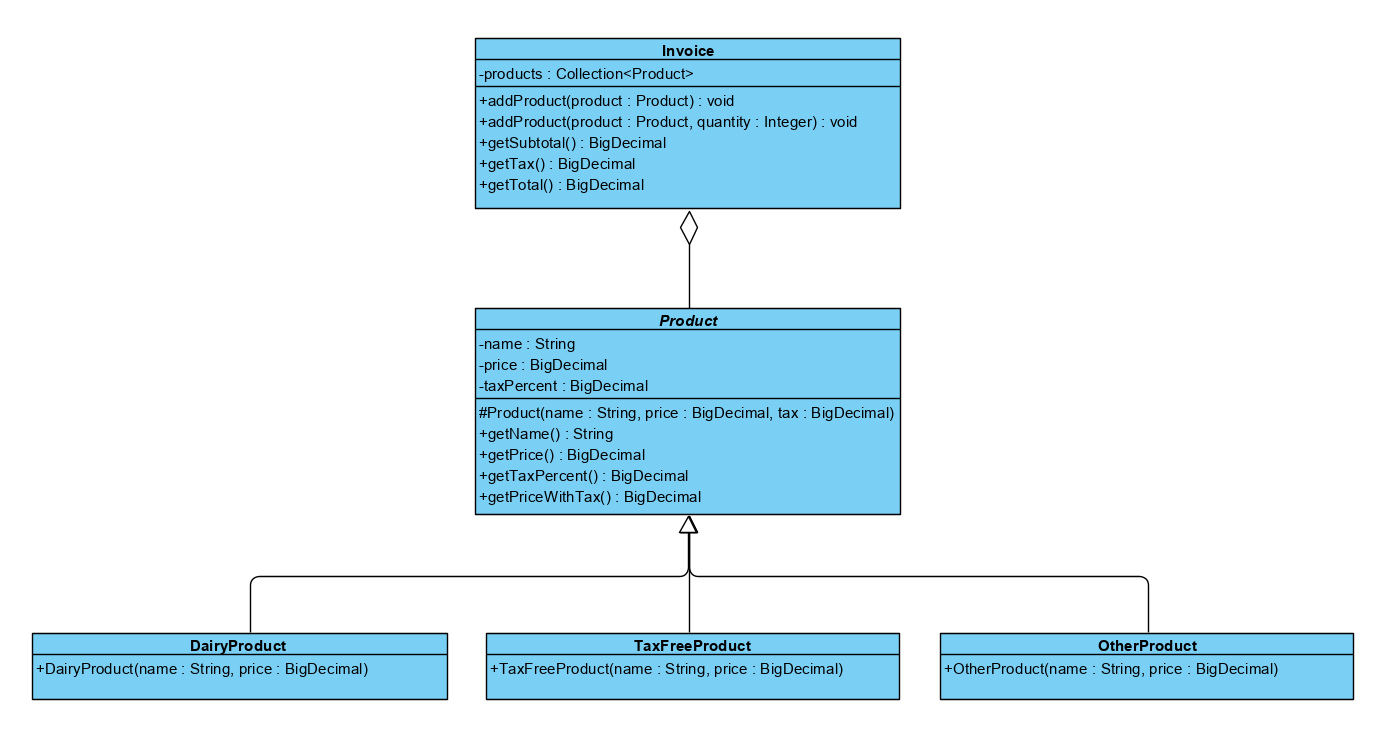 Invoice
-products : Collection<Product>
+addProduct(product : Product) : void
+addProduct(product : Product, quantity : Integer) : void
+getSubtotal() : BigDecimal
+getTax() : BigDecimal
+getTotal() : BigDecimal
Product
-name : String
-price : BigDecimal
-taxPercent : BigDecimal
#Product(name : String, price : BigDecimal, tax : BigDecimal)
+getName() : String
+getPrice() : BigDecimal
+getTaxPercent() : BigDecimal
+getPriceWithTax() : BigDecimal
DairyProduct
+DairyProduct(name : String, price : BigDecimal)
TaxFreeProduct
+TaxFreeProduct(name : String, price : BigDecimal)
OtherProduct
+OtherProduct(name : String, price : BigDecimal)